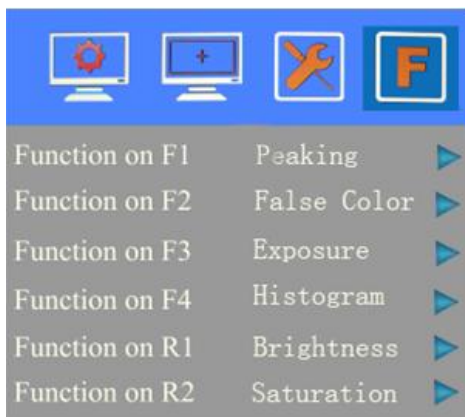 F
Function on F1 Peaking
Function on F2 False Color
Function on F3 Exposure
Function on F4 Histogram
Function on R1 Brightness
Function on R2 Saturation